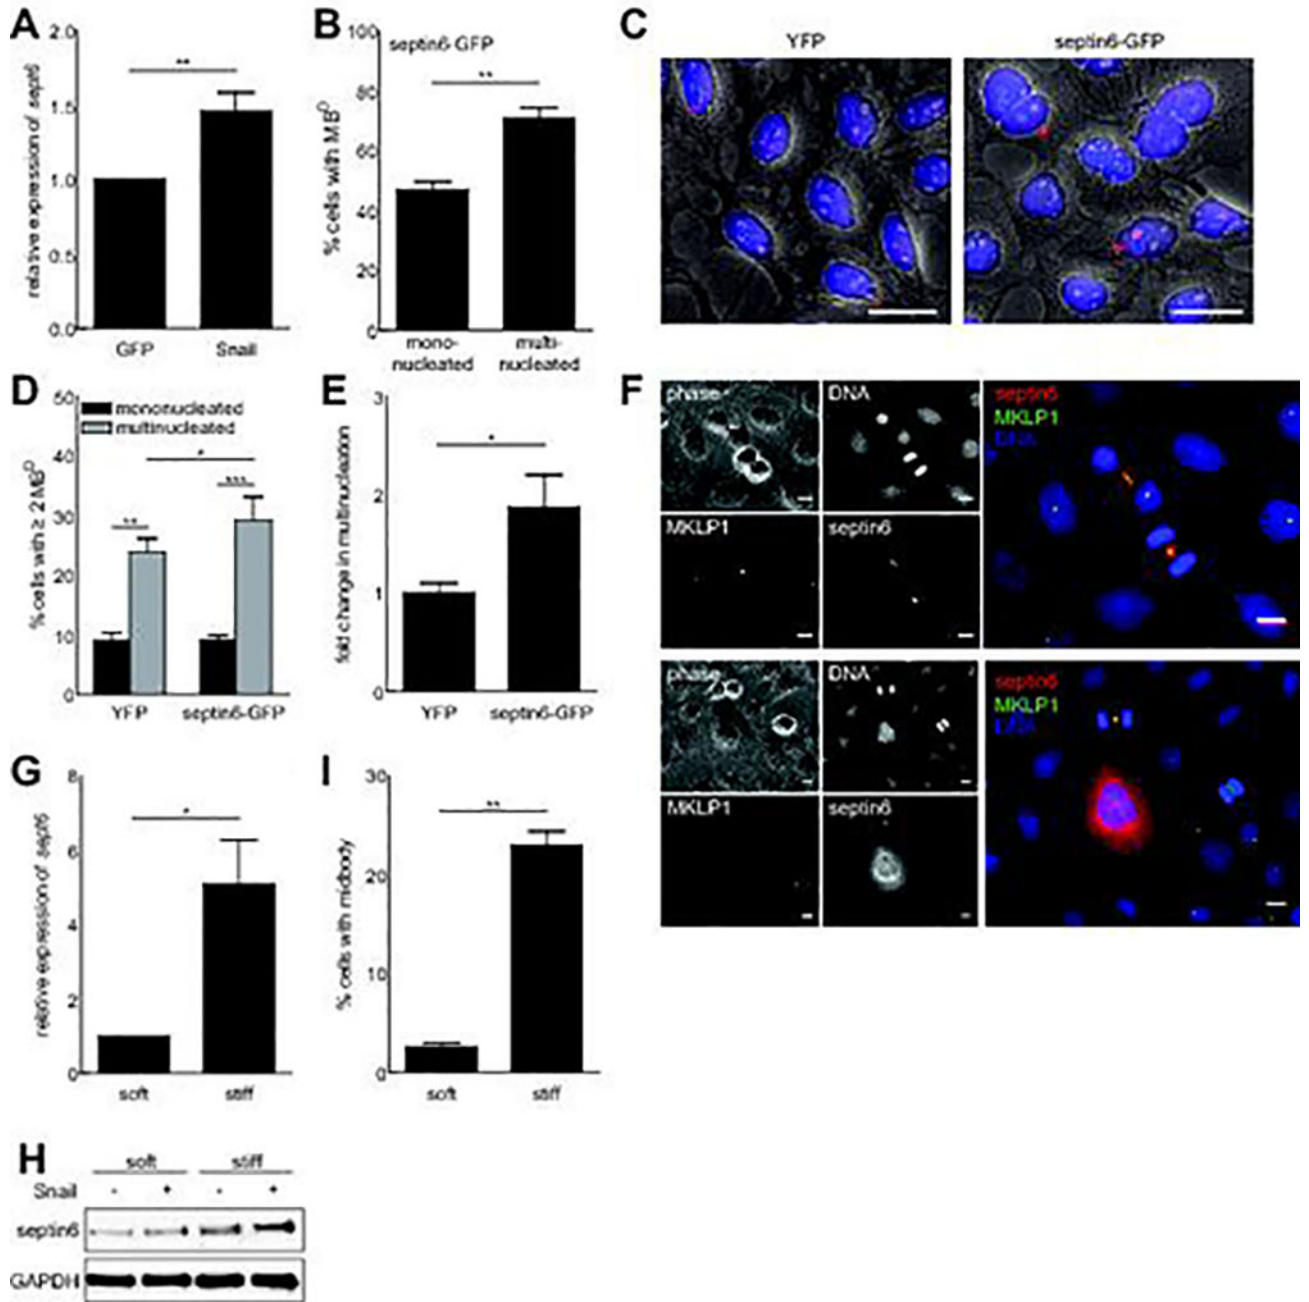 A
relative expression of sept6
2.0
1.5
1.0
0.5
0.0
**
GFP
Snail
B
septin6 GFP
% cells with MBD
100
80
60
40
20
0
**
mono-
nucleated
multi-
nucleated
C
YFP
septin6-GFP
D
mononucleated
multinucleated
% cells with ≥ 2 MBD
50
40
30
20
10
0
*
**
***
YFP
septin6-GFP
E
fold change in multinucleation
3
2
1
0
*
YFP
septin6-GFP
F
phase
DNA
septin6
MKLP1
DNA
MKLP1
septin6
phase
DNA
septin6
MKLP1
DNA
MKLP1
septin6
G
relative expression of sept6
8
6
4
2
0
*
soft
stiff
I
% cells with midbody
30
20
10
0
**
soft
stiff
H
soft
stiff
Snail - + - +
septin6
GAPDH